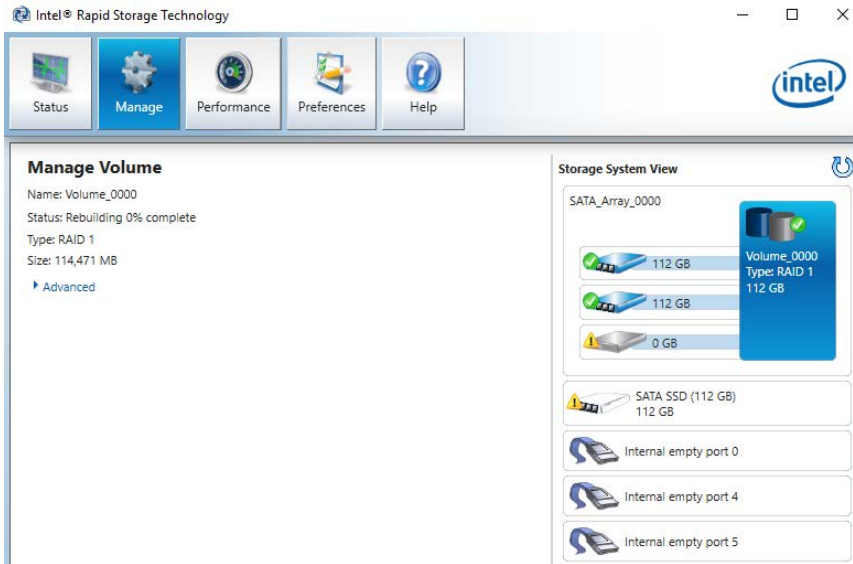 Intel® Rapid Storage Technology
Status
Manage
Performance
Preferences
Help
intel
Manage Volume
Name: Volume_0000
Status: Rebuilding 0% complete
Type: RAID 1
Size: 114,471 MB
Advanced
Storage System View
SATA_Array_0000
112 GB
112 GB
0 GB
Volume_0000
Type: RAID 1
112 GB
SATA SSD (112 GB)
112 GB
Internal empty port 0
Internal empty port 4
Internal empty port 5